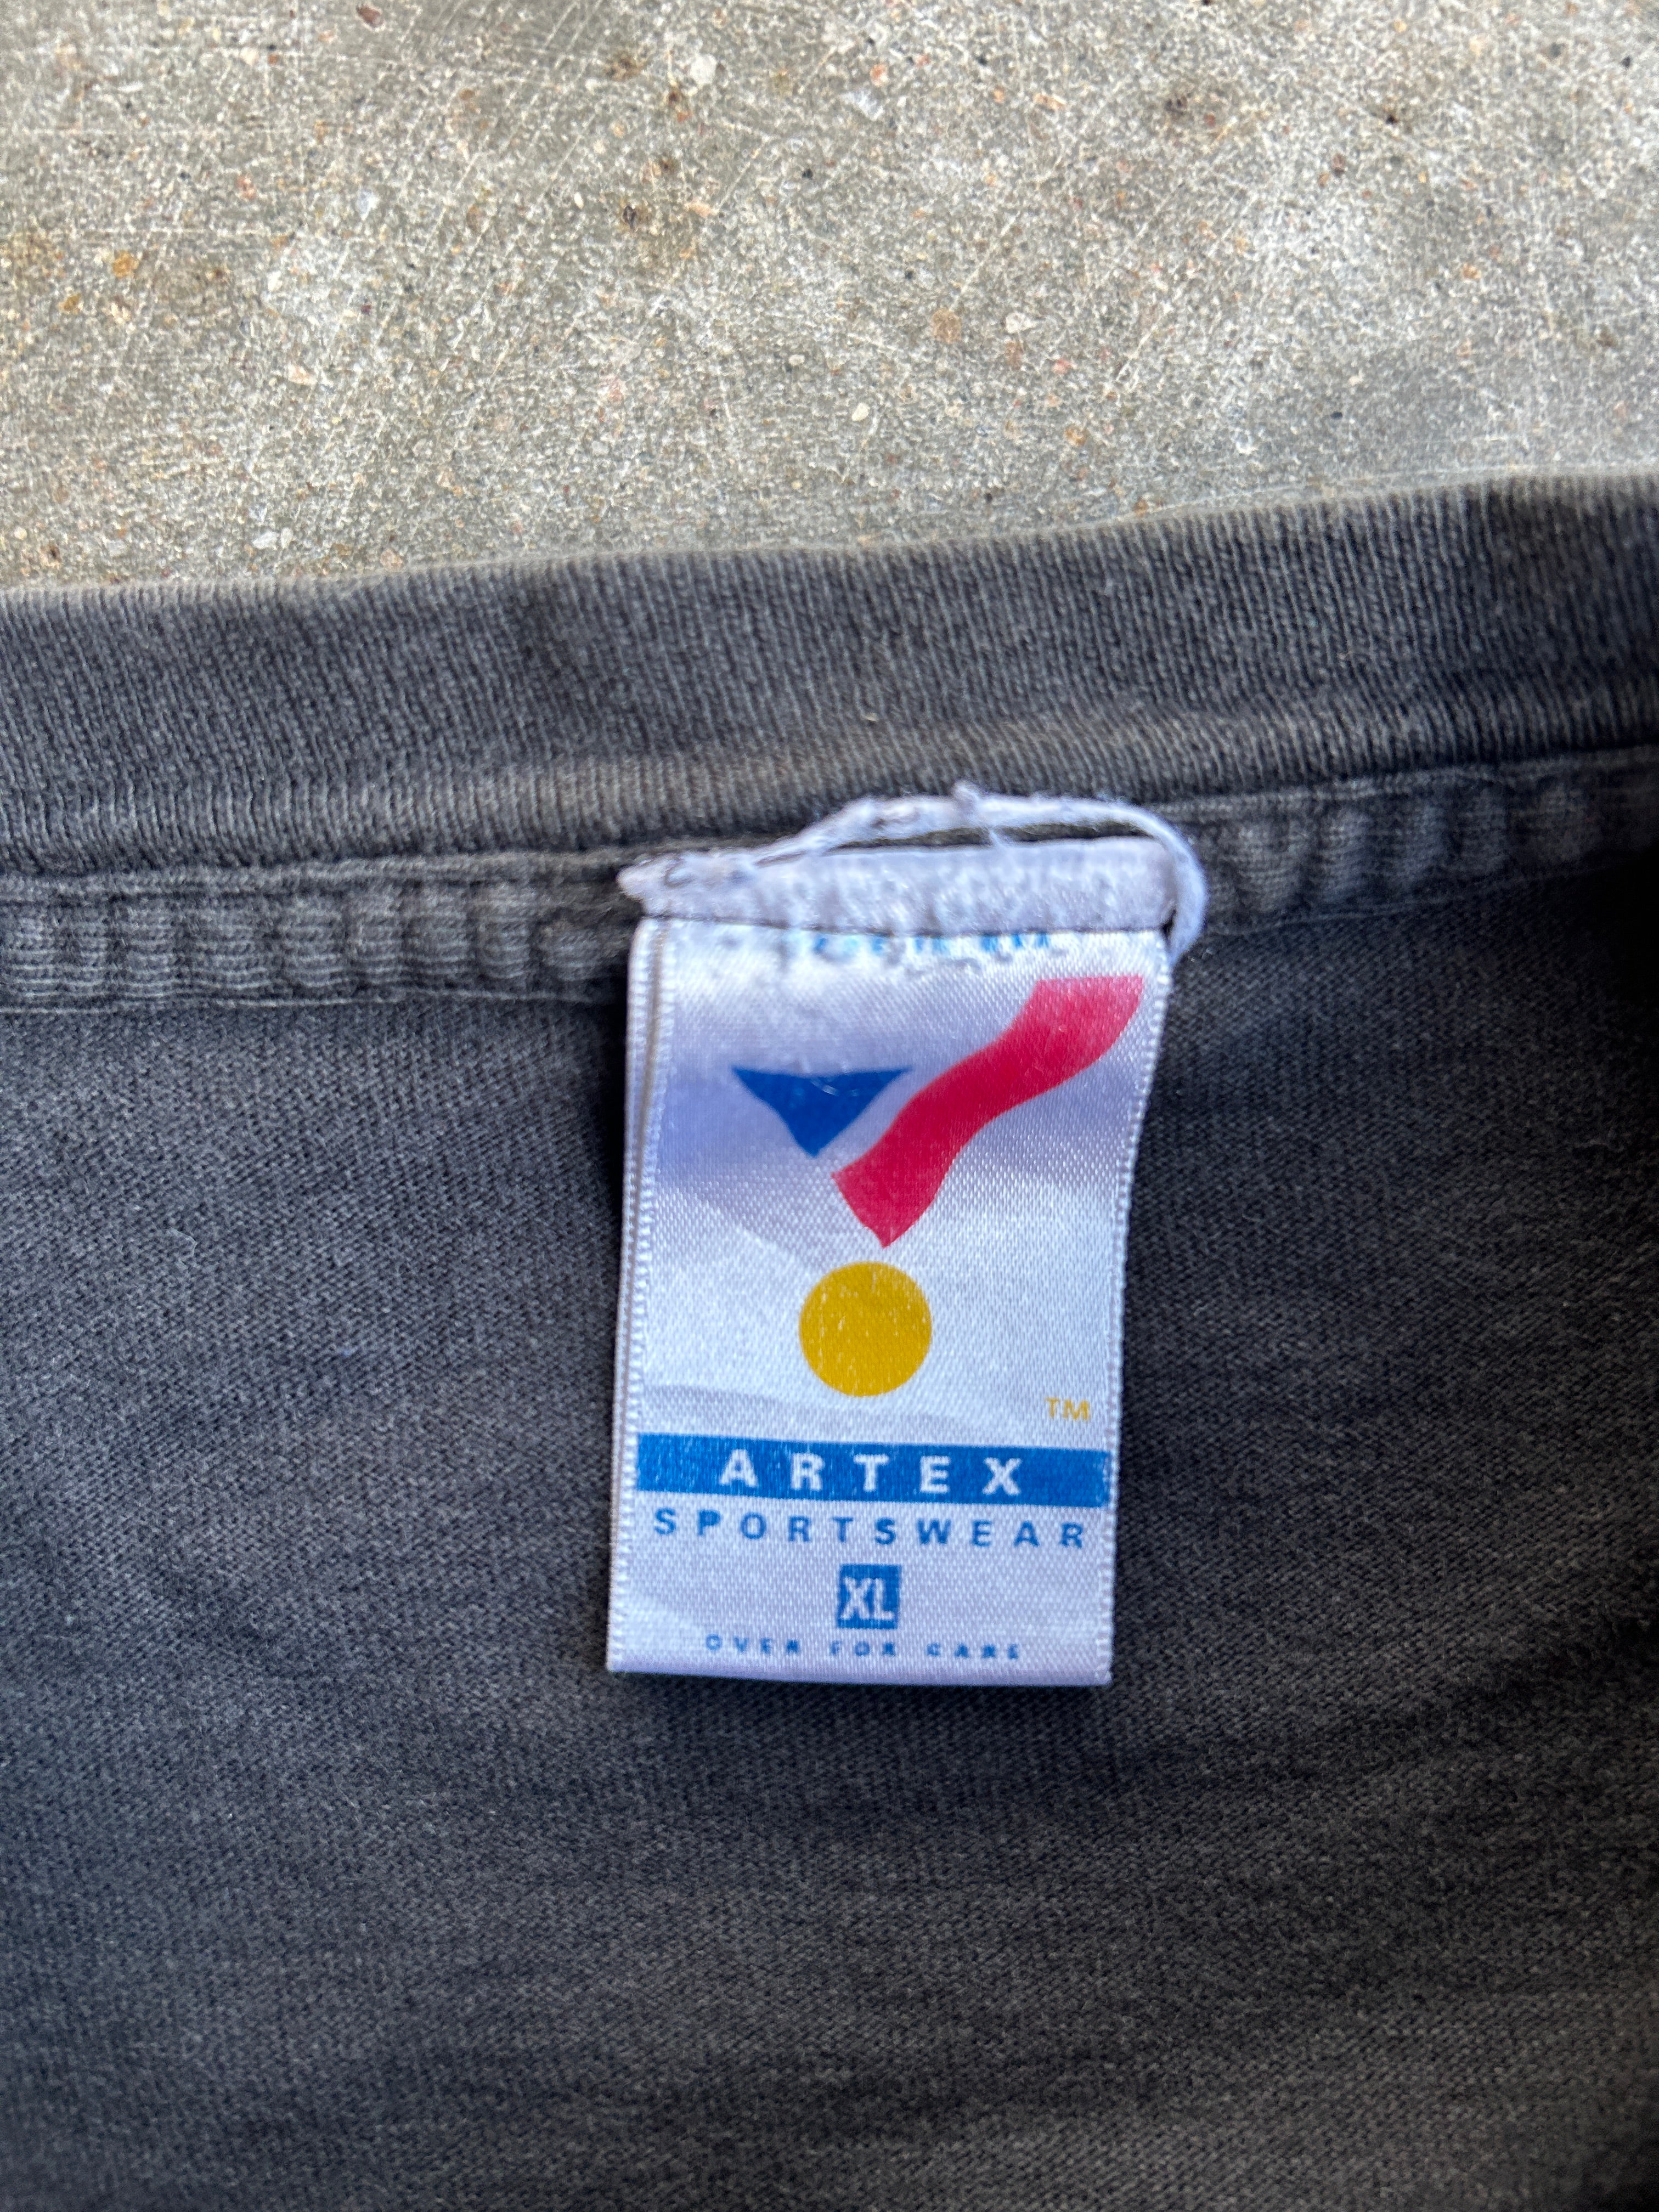 TM
ARTEX
SPORTSWEAR
XL
OVER FOR CARE